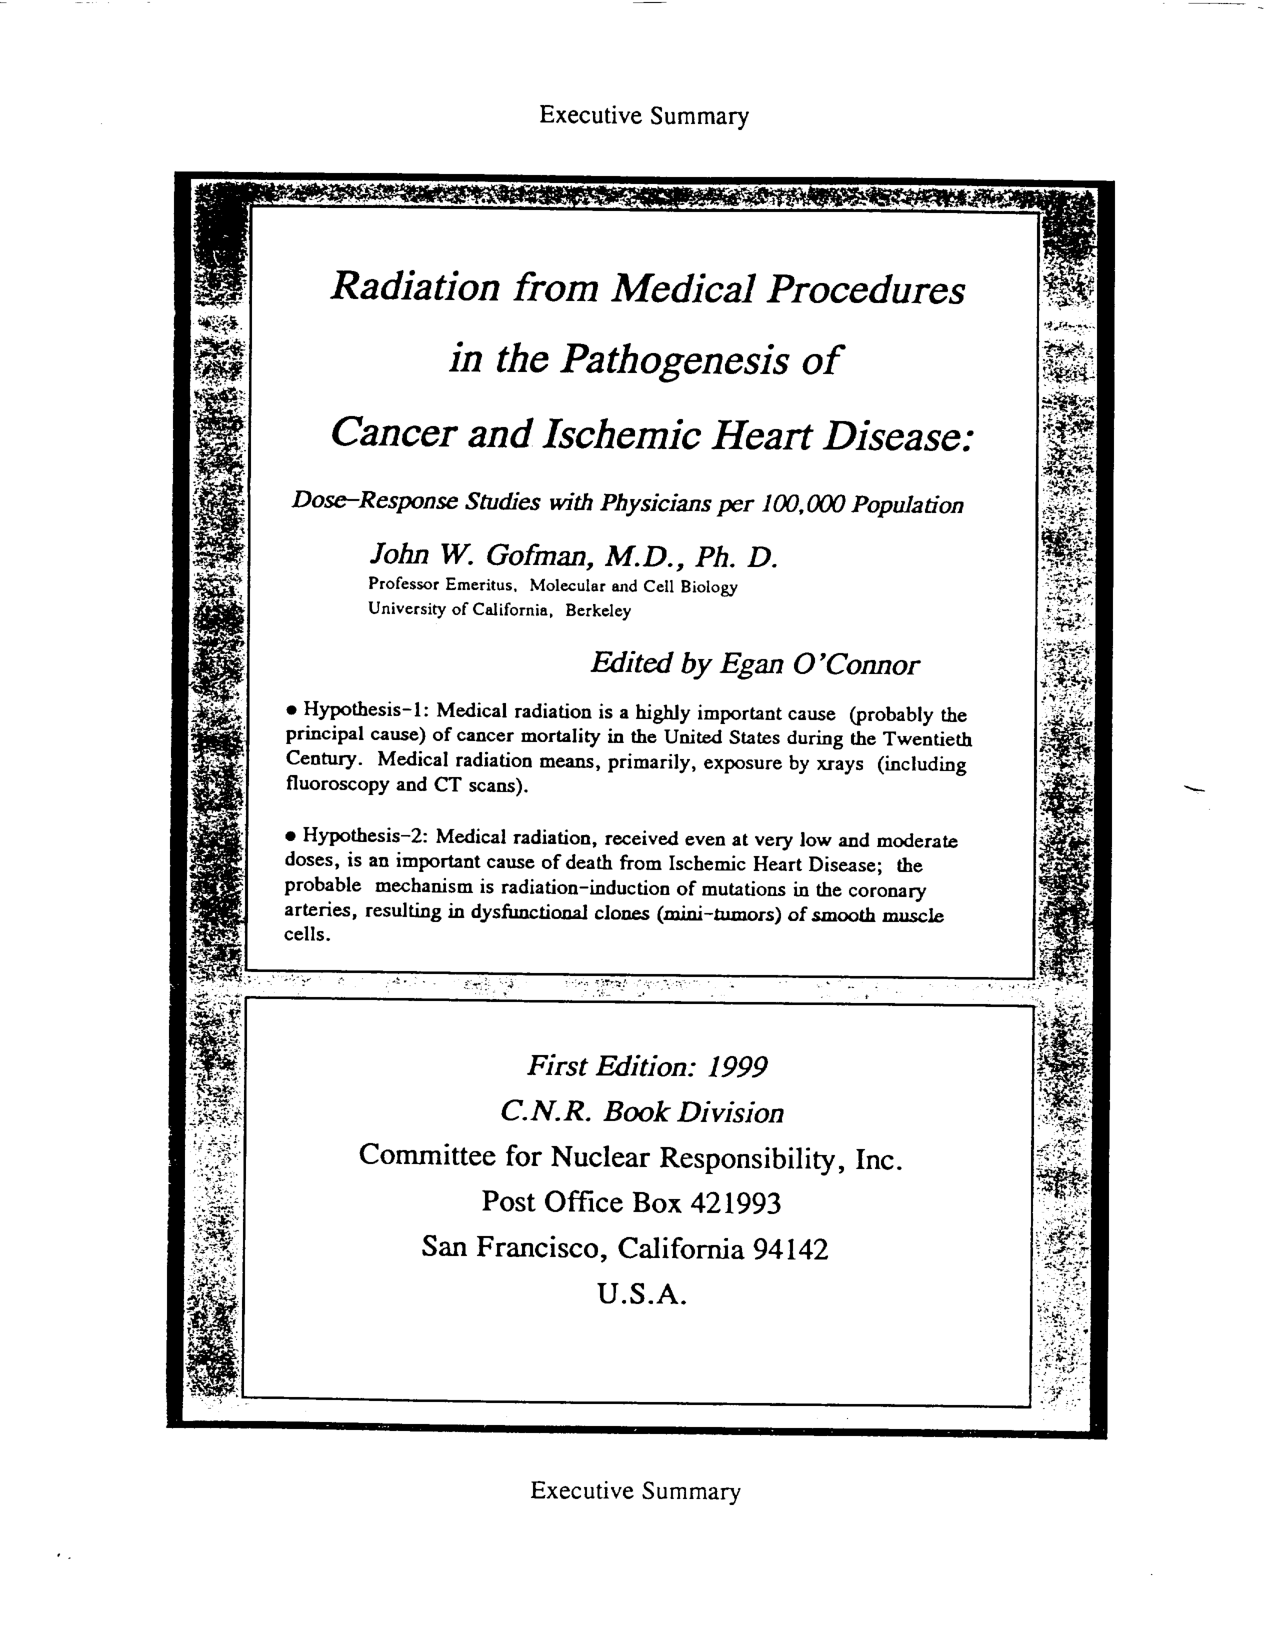 Executive Summary
Radiation from Medical Procedures
in the Pathogenesis of
Cancer and Ischemic Heart Disease:
Dose-Response Studies with Physicians per 100,000 Population
John W. Gofman, M.D., Ph. D.
Professor Emeritus, Molecular and Cell Biology
University of California, Berkeley
Edited by Egan O'Connor
● Hypothesis-1: Medical radiation is a highly important cause (probably the
principal cause) of cancer mortality in the United States during the Twentieth
Century. Medical radiation means, primarily, exposure by xrays (including
fluoroscopy and CT scans).
● Hypothesis-2: Medical radiation, received even at very low and moderate
doses, is an important cause of death from Ischemic Heart Disease; the
probable mechanism is radiation-induction of mutations in the coronary
arteries, resulting in dysfunctional clones (mini-tumors) of smooth muscle
cells.
First Edition: 1999
C.N.R. Book Division
Committee for Nuclear Responsibility, Inc.
Post Office Box 421993
San Francisco, California 94142
U.S.A.
Executive Summary